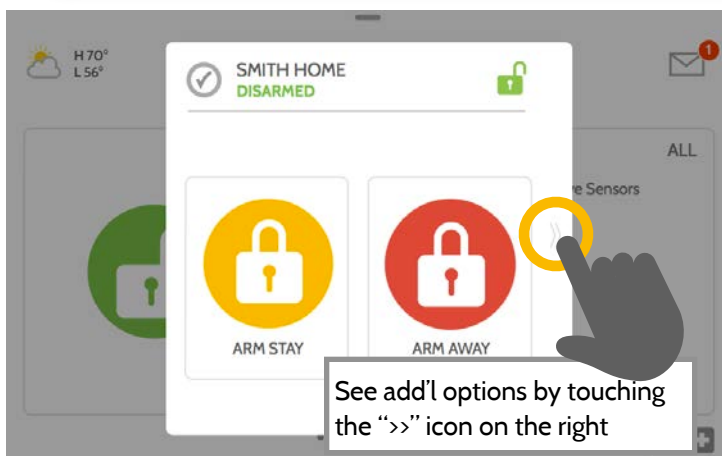 H 70°
L 56°
1
SMITH HOME
DISARMED
ALL
ve Sensors
ARM STAY
ARM AWAY
See add'l options by touching
the “>>” icon on the right